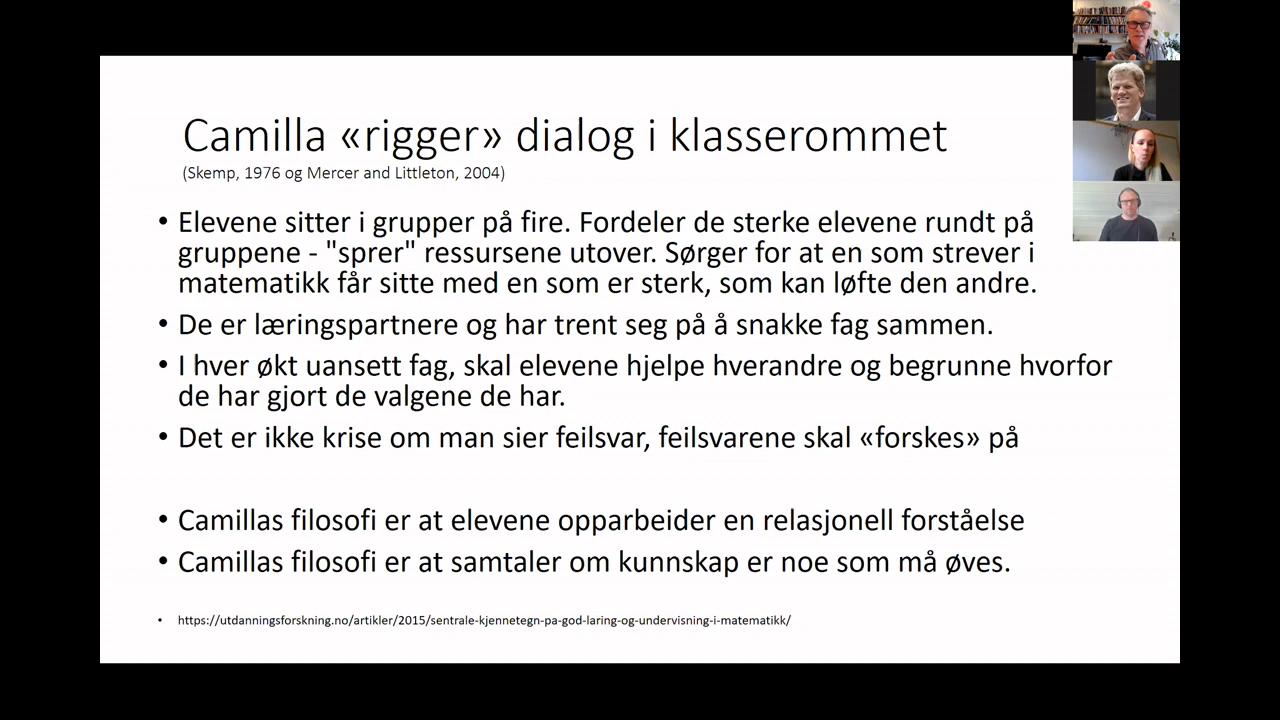 Camilla «rigger» dialog i klasserommet
(Skemp, 1976 og Mercer and Littleton, 2004)
• Elevene sitter i grupper på fire. Fordeler de sterke elevene rundt på
gruppene - "sprer" ressursene utover. Sørger for at en som strever i
matematikk får sitte med en som er sterk, som kan løfte den andre.
• De er læringspartnere og har trent seg på å snakke fag sammen.
• I hver økt uansett fag, skal elevene hjelpe hverandre og begrunne hvorfor
de har gjort de valgene de har.
• Det er ikke krise om man sier feilsvar, feilsvarene skal «forskes» på
• Camillas filosofi er at elevene opparbeider en relasjonell forståelse
• Camillas filosofi er at samtaler om kunnskap er noe som må øves.
• https://utdanningsforskning.no/artikler/2015/sentrale-kjennetegn-pa-god-laring-og-undervisning-i-matematikk/